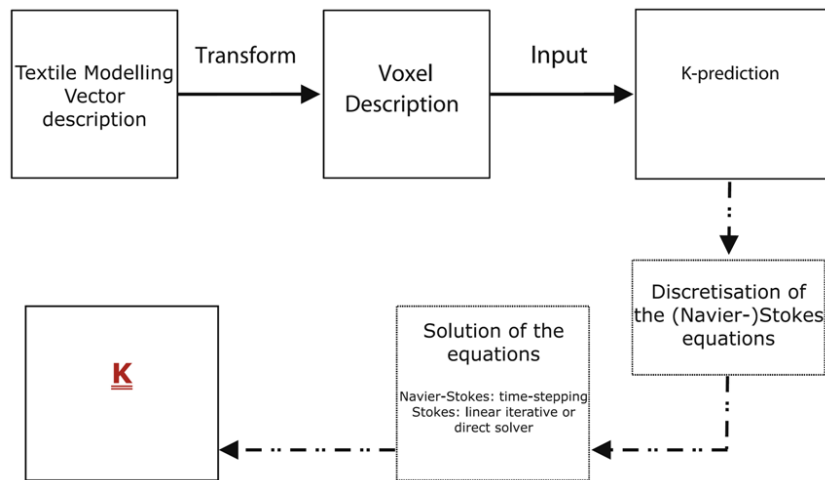 Textile Modelling
Vector
description
Transform
Voxel
Description
Input
K-prediction
Discretisation of
the (Navier-)Stokes
equations
Solution of the
equations
Navier-Stokes: time-stepping
Stokes: linear iterative or
direct solver
K